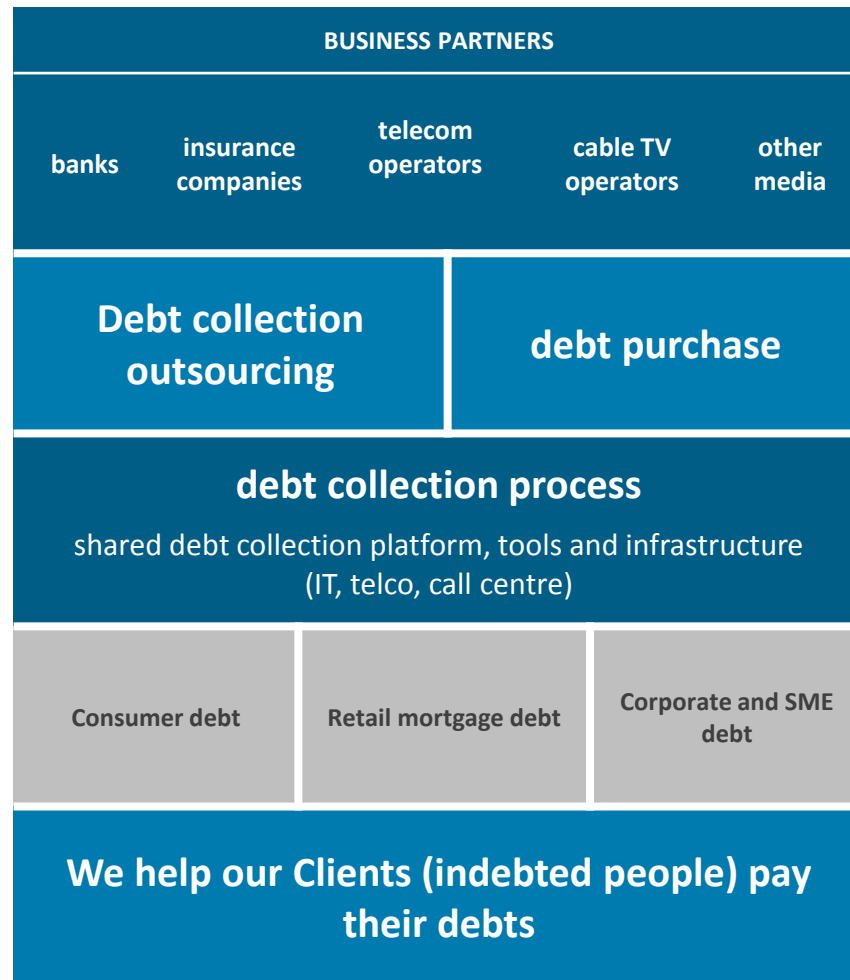 BUSINESS PARTNERS
banks
insurance
companies
telecom
operators
cable TV
operators
other
media
Debt collection
outsourcing
debt purchase
debt collection process
shared debt collection platform, tools and infrastructure
(IT, telco, call centre)
Consumer debt
Retail mortgage debt
Corporate and SME
debt
We help our Clients (indebted people) pay
their debts